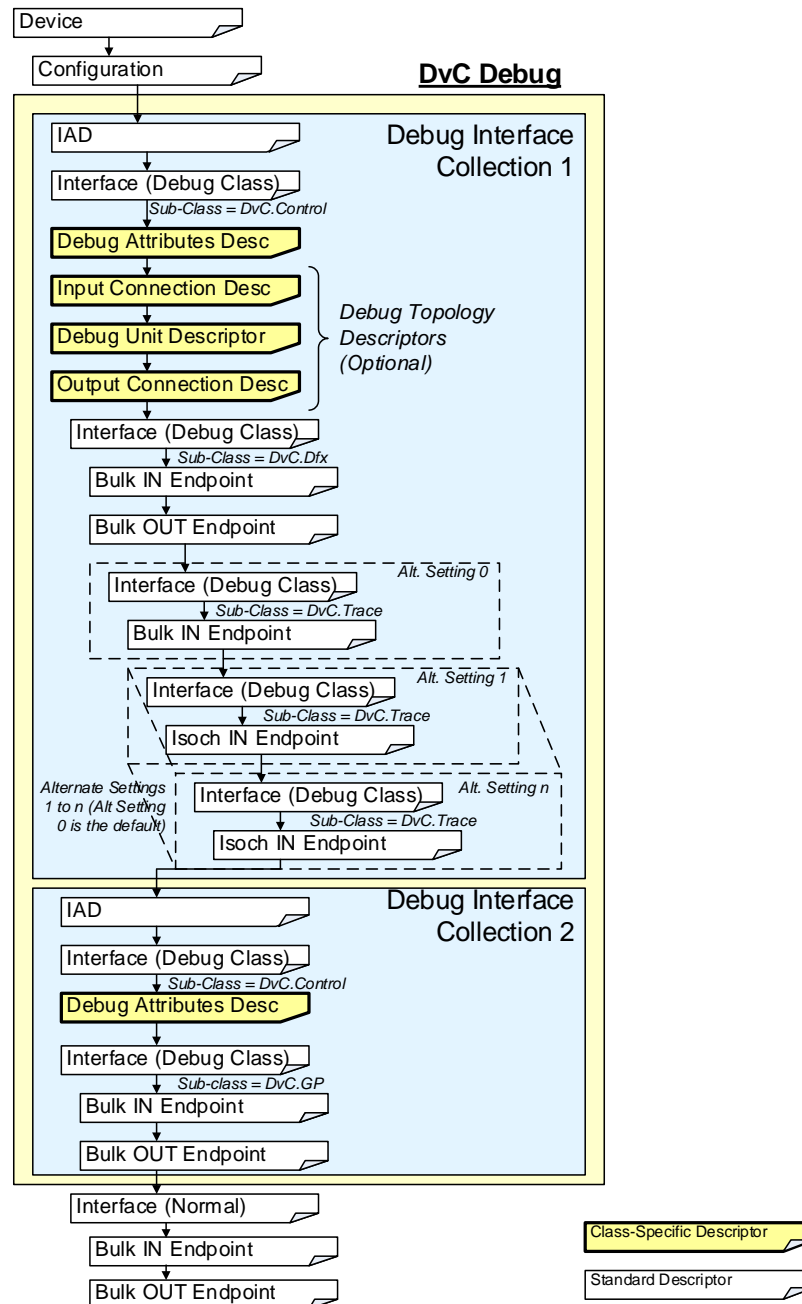 Device
Configuration
DvC Debug
Debug Interface
Collection 1
IAD
Interface (Debug Class)
Sub-Class = DvC.Control
Debug Attributes Desc
Input Connection Desc
Debug Unit Descriptor
Output Connection Desc
Debug Topology
Descriptors
(Optional)
Interface (Debug Class)
Sub-Class = DvC.Dfx
Bulk IN Endpoint
Bulk OUT Endpoint
Alt. Setting 0
Interface (Debug Class)
Sub-Class = DvC.Trace
Bulk IN Endpoint
Alt. Setting 1
Interface (Debug Class)
Sub-Class = DvC.Trace
Isoch IN Endpoint
Alternate Settings
1 to n (Alt Setting
0 is the default)
Alt. Setting n
Interface (Debug Class)
Sub-Class = DvC.Trace
Isoch IN Endpoint
Debug Interface
Collection 2
IAD
Interface (Debug Class)
Sub-Class = DvC.Control
Debug Attributes Desc
Interface (Debug Class)
Sub-class = DvC.GP
Bulk IN Endpoint
Bulk OUT Endpoint
Interface (Normal)
Bulk IN Endpoint
Bulk OUT Endpoint
Class-Specific Descriptor
Standard Descriptor